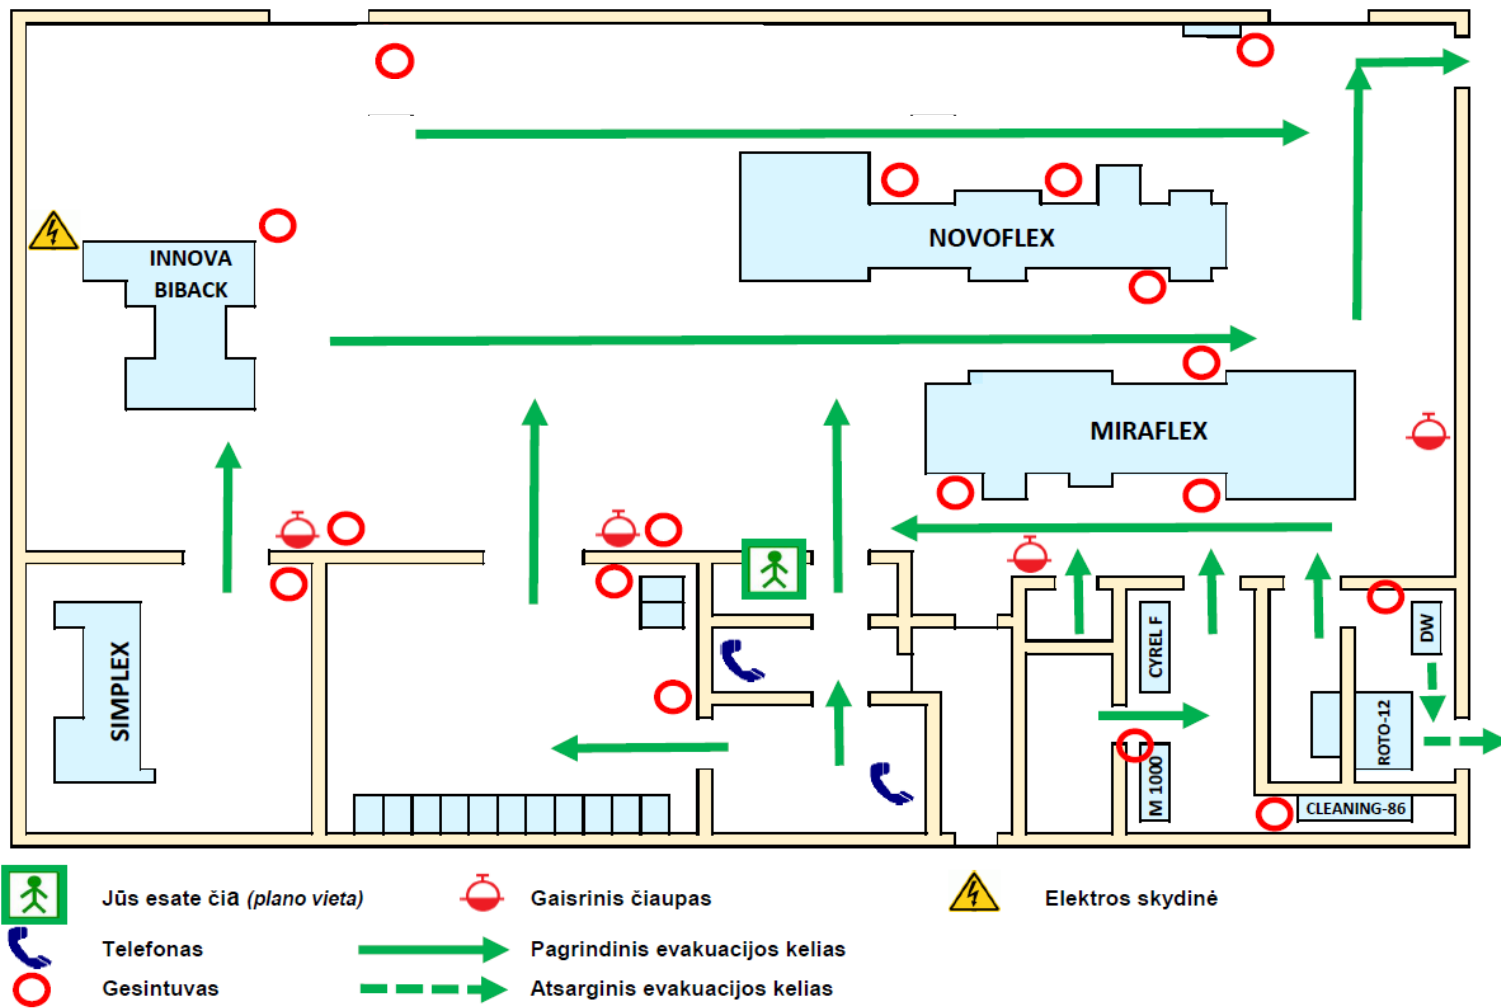 INNOVA
BIBACK
NOVOFLEX
MIRAFLEX
SIMPLEX
CYREL F
DW
ROTO-12
M 1000
CLEANING-86
Jūs esate čia (plano vieta)
Gaisrinis čiaupas
Elektros skydinė
Telefonas
Pagrindinis evakuacijos kelias
Gesintuvas
Atsarginis evakuacijos kelias